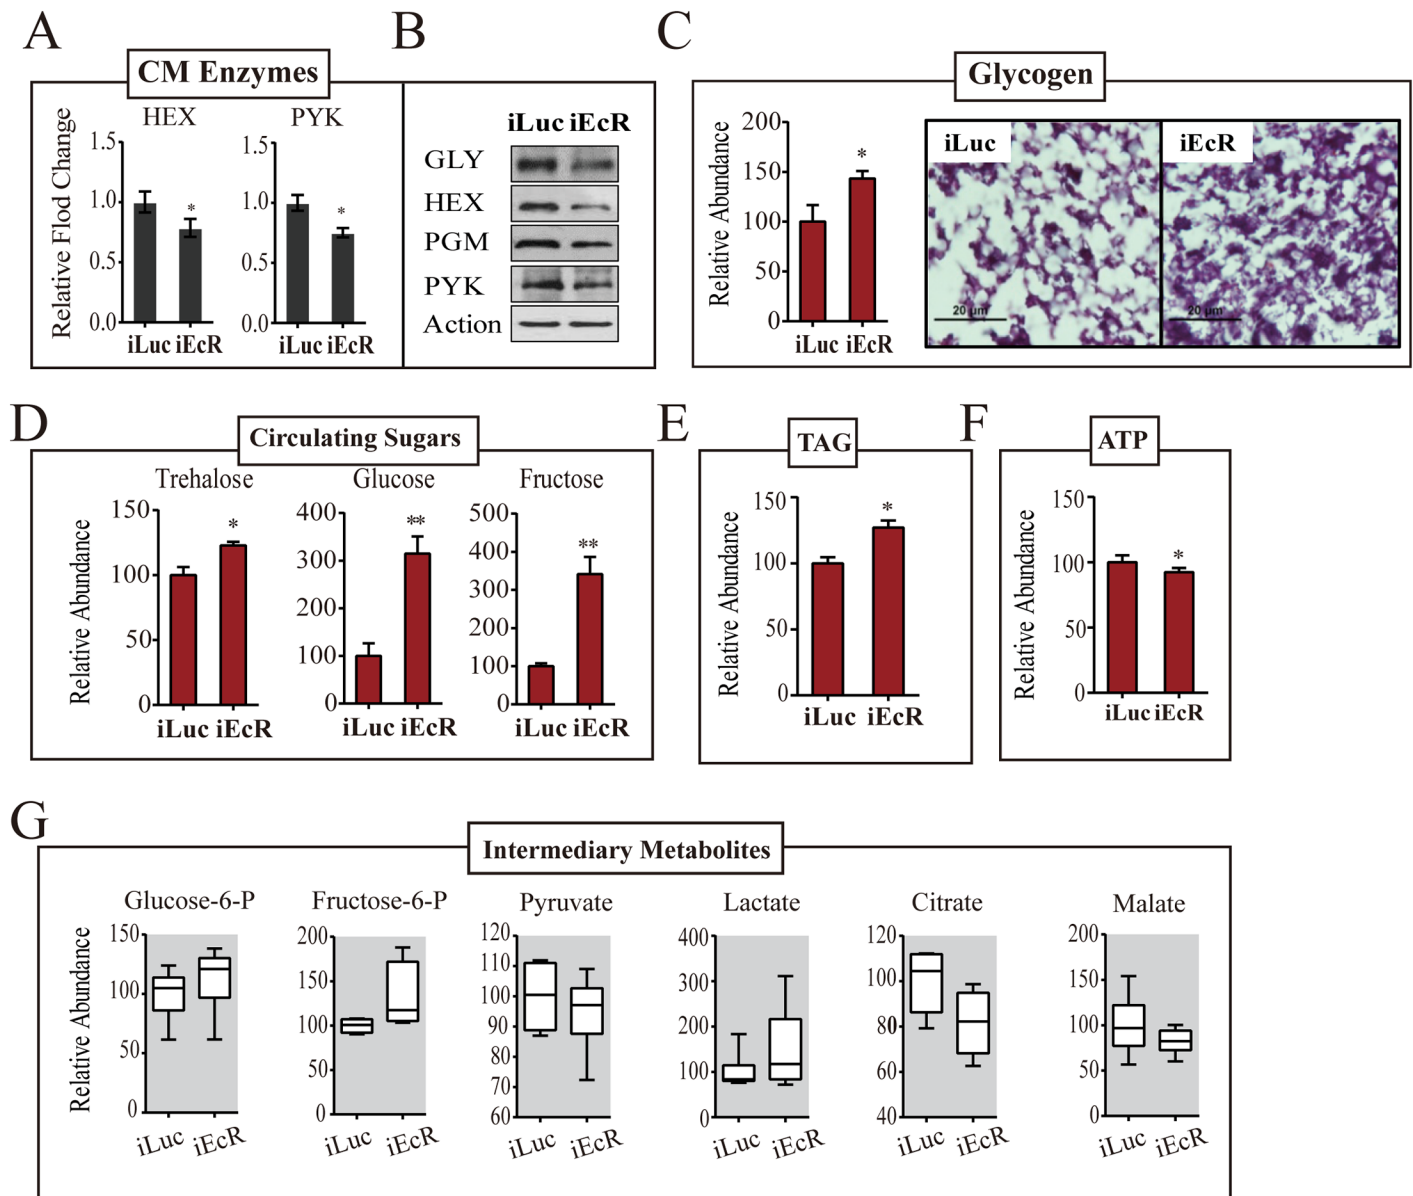 A
B
C
CM Enzymes
Glycogen
HEX
PYK
Relative Flod Change
1.5
1.0
0.5
0.0
*
iLuc iEcR
1.5
1.0
0.5
0.0
*
iLuc iEcR
iLuc iEcR
GLY
HEX
PGM
PYK
Action
Relative Abundance
200
150
100
50
0
*
iLuc iEcR
iLuc
20 µm
iEcR
20 µm
D
E
F
Circulating Sugars
TAG
ATP
Trehalose
Glucose
Fructose
Relative Abundance
150
100
50
0
*
iLuc iEcR
400
300
200
100
0
**
iLuc iEcR
500
400
300
200
100
0
**
iLuc iEcR
Relative Abundance
150
100
50
0
*
iLuc iEcR
Relative Abundance
150
100
50
0
*
iLuc iEcR
G
Intermediary Metabolites
Glucose-6-P
Fructose-6-P
Pyruvate
Lactate
Citrate
Malate
Relative Abundance
150
100
50
0
iLuc iEcR
200
150
100
50
0
iLuc iEcR
120
110
100
90
80
70
60
iLuc iEcR
400
300
200
100
0
iLuc iEcR
120
100
80
60
40
iLuc iEcR
200
150
100
50
0
iLuc iEcR